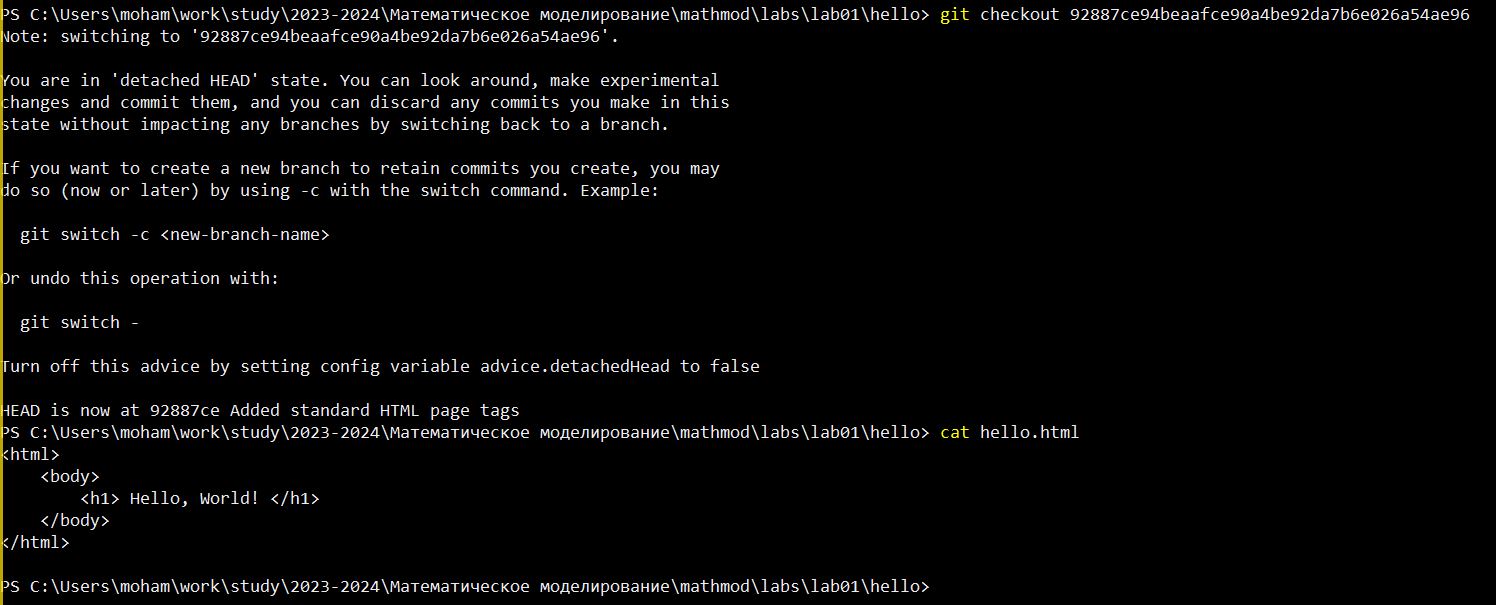 PS C:\Users\moham\work\study\2023-2024\Математическое моделирование\mathmod\labs\lab01\hello> git checkout 92887ce94beaafce90a4be92da7b6e026a54ae96
Note: switching to '92887ce94beaafce90a4be92da7b6e026a54ae96'.
You are in 'detached HEAD' state. You can look around, make experimental
changes and commit them, and you can discard any commits you make in this
state without impacting any branches by switching back to a branch.
If you want to create a new branch to retain commits you create, you may
do so (now or later) by using -c with the switch command. Example:
git switch -c <new-branch-name>
Or undo this operation with:
git switch -
Turn off this advice by setting config variable advice.detachedHead to false
HEAD is now at 92887ce Added standard HTML page tags
PS C:\Users\moham\work\study\2023-2024\Математическое моделирование\mathmod\labs\lab01\hello> cat hello.html
<html>
    <body>
        <h1> Hello, World! </h1>
    </body>
</html>
PS C:\Users\moham\work\study\2023-2024\Математическое моделирование\mathmod\labs\lab01\hello>